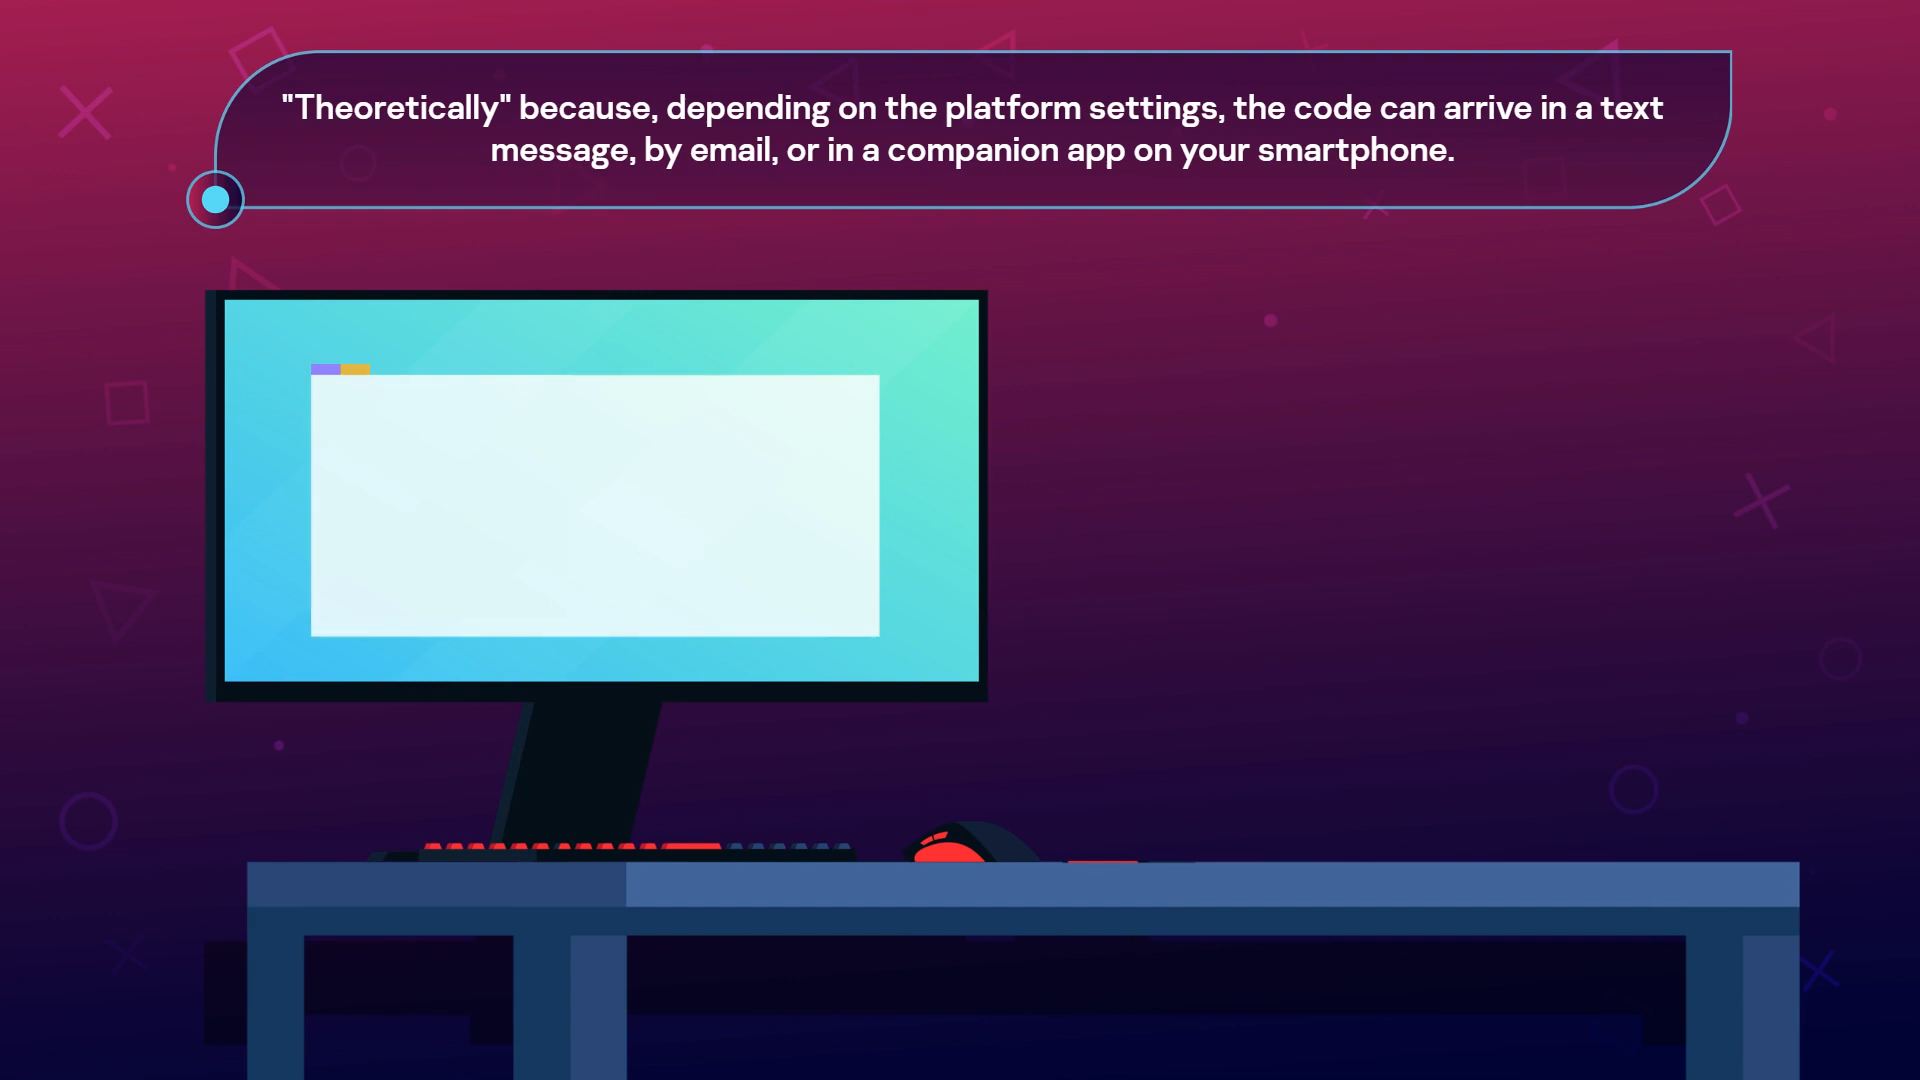 "Theoretically" because, depending on the platform settings, the code can arrive in a text
message, by email, or in a companion app on your smartphone.